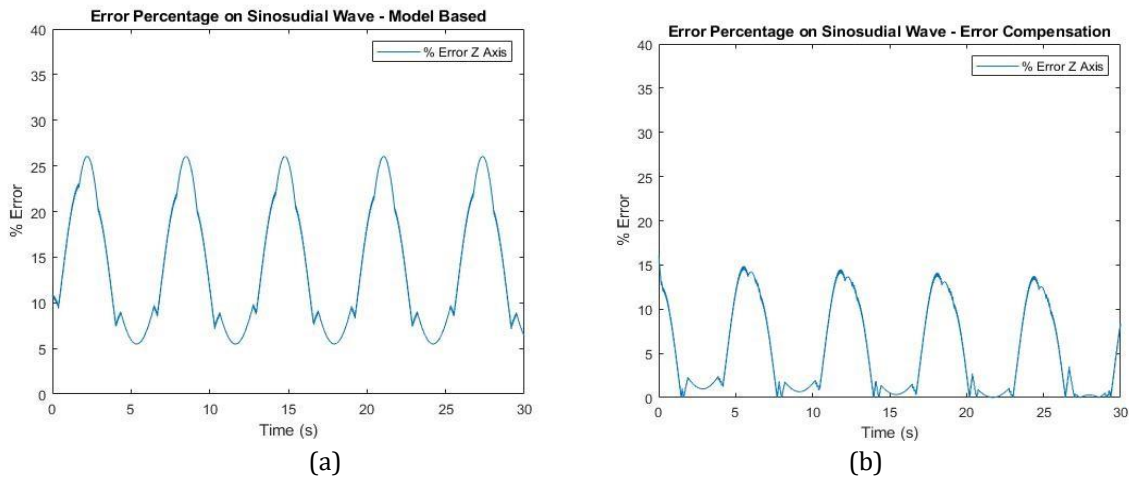 Error Percentage on Sinosudial Wave - Model Based
% Error Z Axis
% Error
40
35
30
25
20
15
10
5
0
0 5 10 15 20 25 30
Time (s)
(a)
Error Percentage on Sinosudial Wave - Error Compensation
% Error Z Axis
% Error
40
35
30
25
20
15
10
5
0
0 5 10 15 20 25 30
Time (s)
(b)